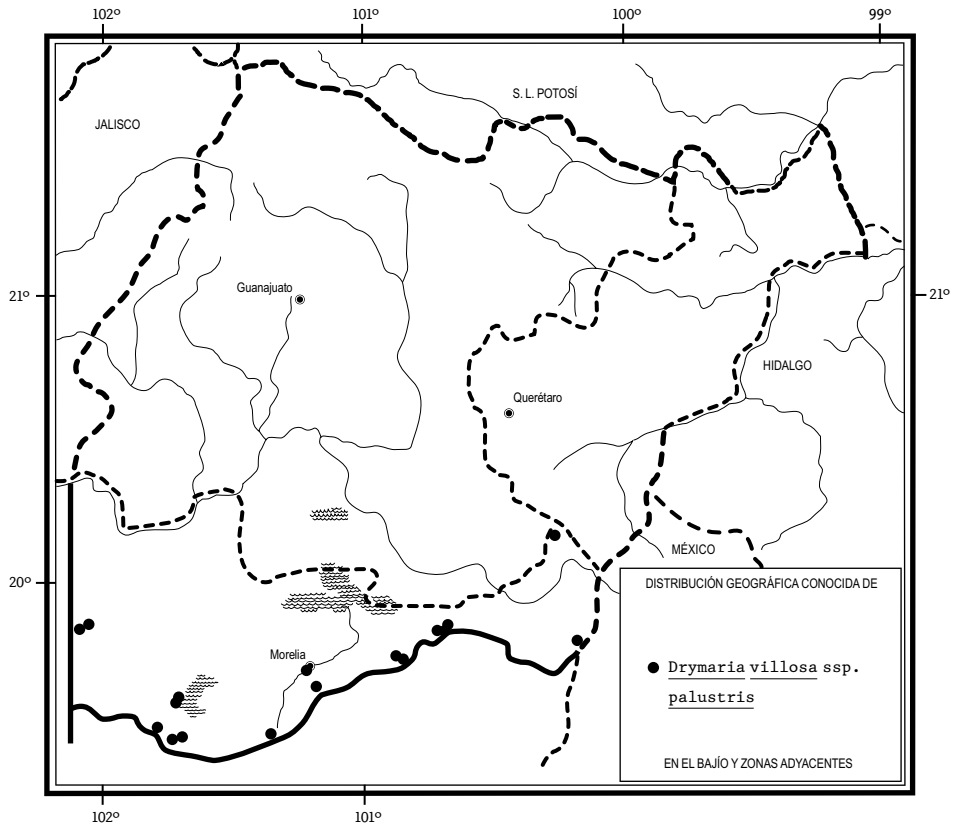 102º 101º 100º 99º
S. L. POTOSÍ
JALISCO
Guanajuato
21º 21º
HIDALGO
Querétaro
MÉXICO
20º
DISTRIBUCIÓN GEOGRÁFICA CONOCIDA DE
Morelia
Drymaria villosa ssp.
palustris
EN EL BAJÍO Y ZONAS ADYACENTES
102º 101º